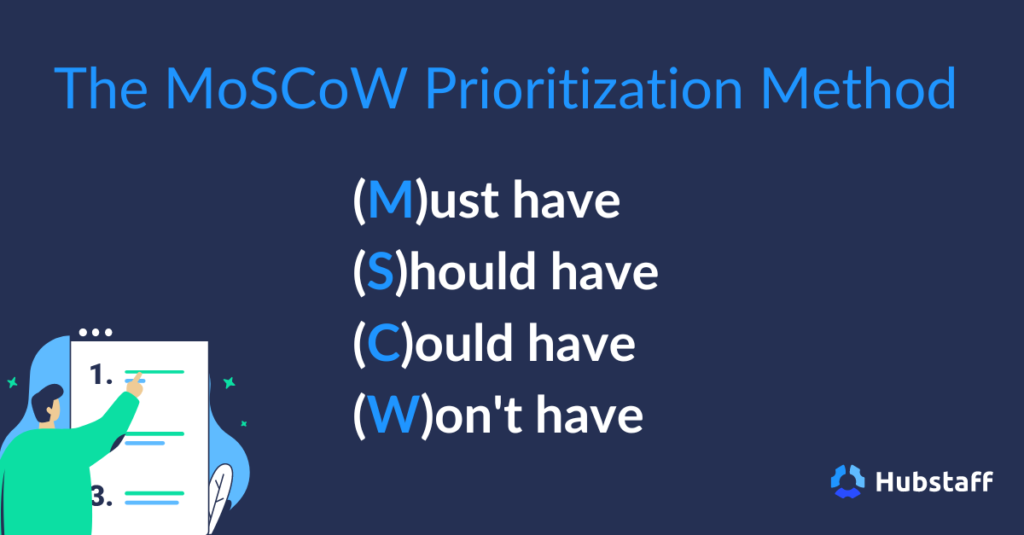 The MoSCoW Prioritization Method
(M)ust have
(S)hould have
(C)ould have
(W)on't have
1.
3.
Hubstaff